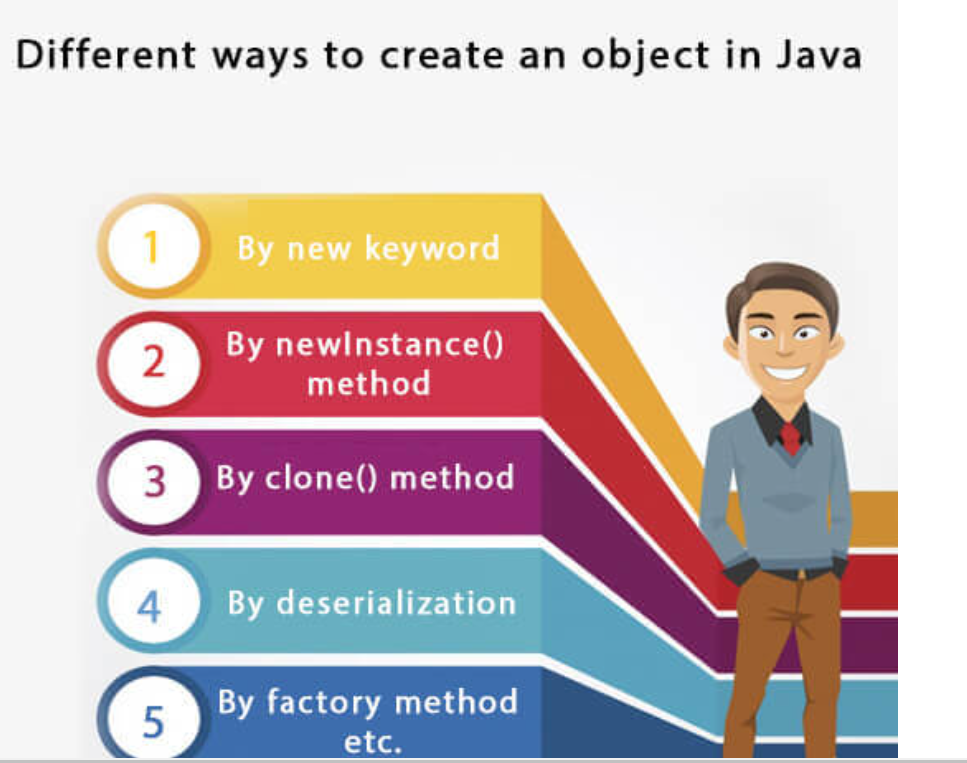 Different ways to create an object in Java
1
By new keyword
2
By newInstance()
method
3
By clone() method
4
By deserialization
5
By factory method
etc.